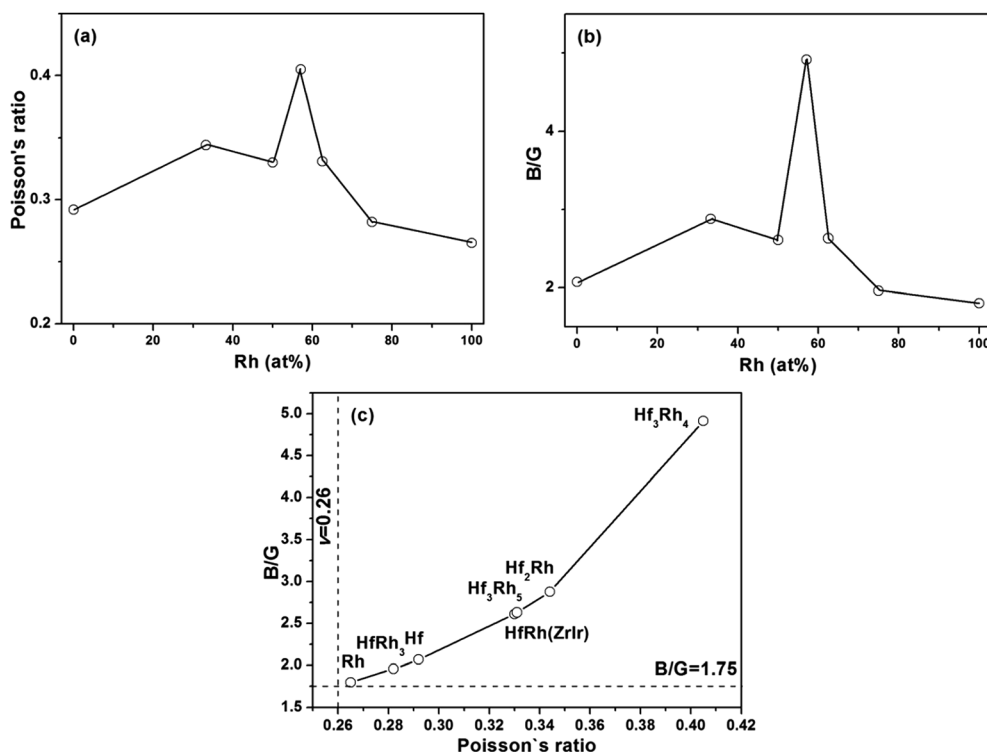 (a)
0.4
0.3
0.2
Poisson's ratio
0 20 40 60 80 100
Rh (at%)
(b)
4
2
B/G
0 20 40 60 80 100
Rh (at%)
(c)
5.0
4.5
4.0
3.5
3.0
2.5
2.0
1.5
B/G
ν=0.26
Hf₃Rh₄
Hf₂Rh
Hf₃Rh₅
HfRh(ZrIr)
HfRh₃ Hf
Rh
B/G=1.75
0.26 0.28 0.30 0.32 0.34 0.36 0.38 0.40 0.42
Poisson`s ratio